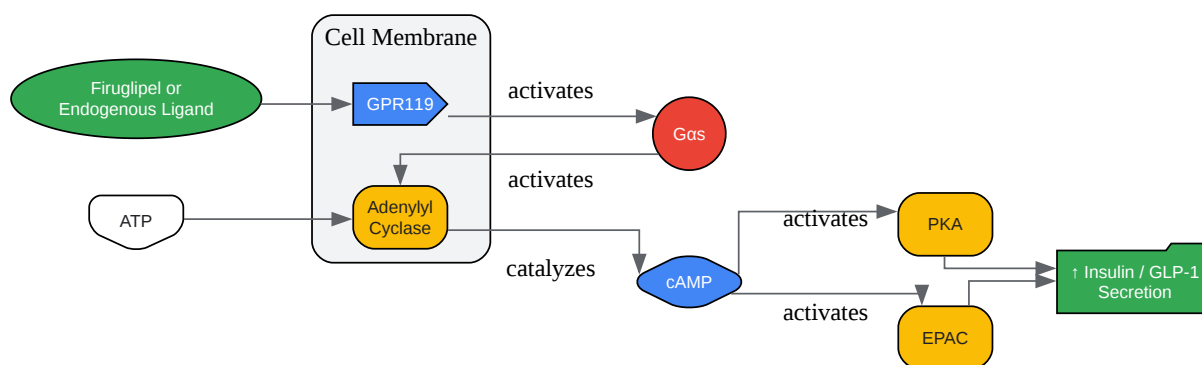 Cell Membrane
Firuglipel or
Endogenous Ligand
GPR119
activates
Gαs
activates
ATP
Adenylyl
Cyclase
catalyzes
cAMP
activates
PKA
activates
EPAC
↑ Insulin / GLP-1
Secretion